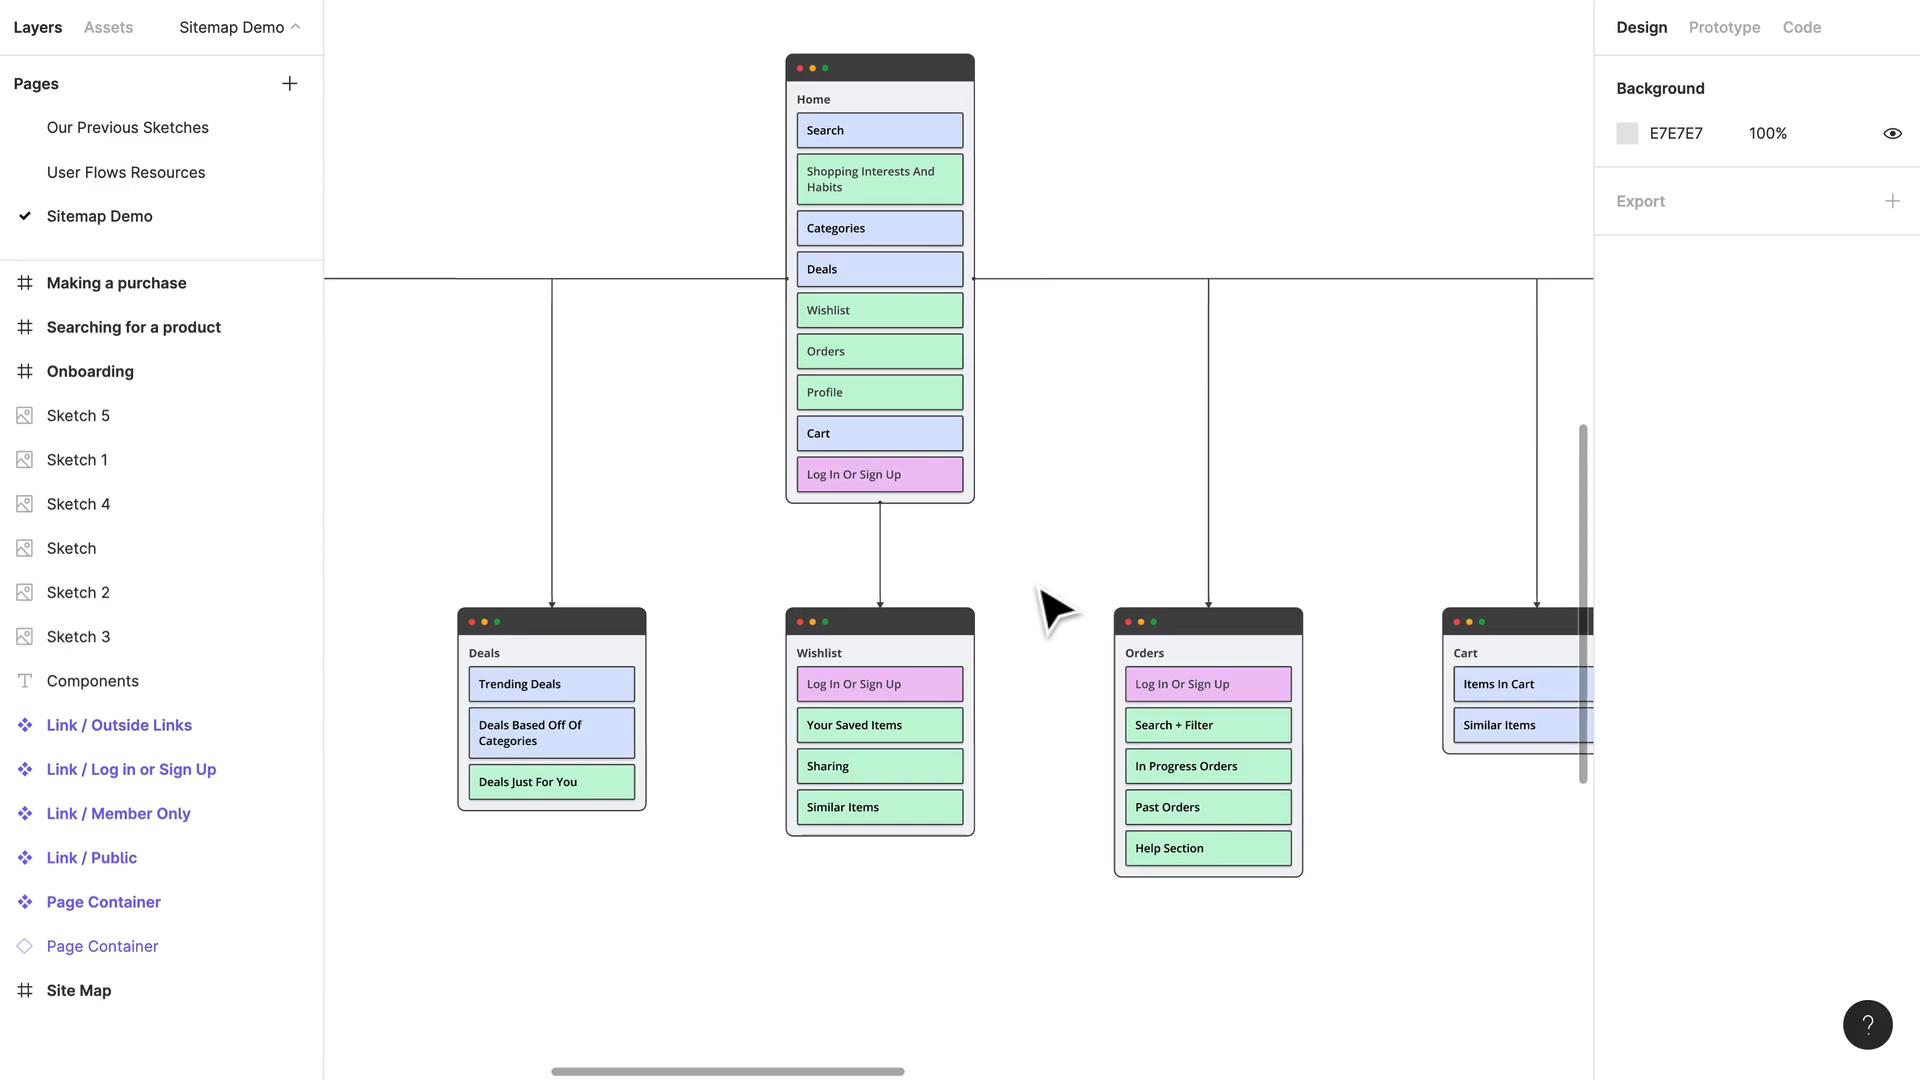 Layers
Assets
Sitemap Demo
Pages
Our Previous Sketches
User Flows Resources
Sitemap Demo
Making a purchase
Searching for a product
Onboarding
Sketch 5
Sketch 1
Sketch 4
Sketch
Sketch 2
Sketch 3
Components
Link / Outside Links
Link / Log in or Sign Up
Link / Member Only
Link / Public
Page Container
Page Container
Site Map
Home
Search
Shopping Interests And
Habits
Categories
Deals
Wishlist
Orders
Profile
Cart
Log In Or Sign Up
Deals
Trending Deals
Deals Based Off Of
Categories
Deals Just For You
Wishlist
Log In Or Sign Up
Your Saved Items
Sharing
Similar Items
Orders
Log In Or Sign Up
Search + Filter
In Progress Orders
Past Orders
Help Section
Cart
Items In Cart
Similar Items
Design
Prototype
Code
Background
E7E7E7
100%
Export
?